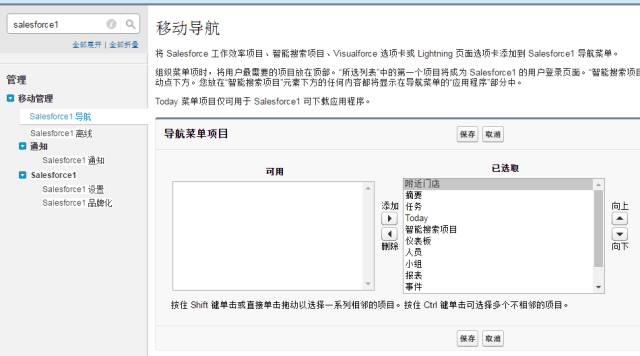 salesforce1
全部展开 | 全部折叠
管理
移动管理
Salesforce1 导航
Salesforce1 离线
通知
Salesforce1 通知
Salesforce1
Salesforce1 设置
Salesforce1 品牌化
移动导航
将 Salesforce 工作效率项目、智能搜索项目、Visualforce 选项卡或 Lightning 页面选项卡添加到 Salesforce1 导航菜单。
组织菜单项时，将用户最需要的项目放在顶部。“所选列表”中的第一个项目将成为 Salesforce1 的用户登录页面。“智能搜索项目
动点下方。您放在“智能搜索项目”元素下方的任何内容都将显示在导航菜单的“应用程序”部分中。
Today 菜单项仅可用于 Salesforce1 可下载应用程序。
导航菜单项目
保存 取消
可用
已选取
添加
删除
附近门店
摘要
任务
Today
智能搜索项目
仪表板
人员
小组
报表
事件
向上
向下
按住 Shift 键单击或直接单击拖动以选择一系列相邻的项目。按住 Ctrl 键单击可选择多个不相邻的项目。
保存 取消